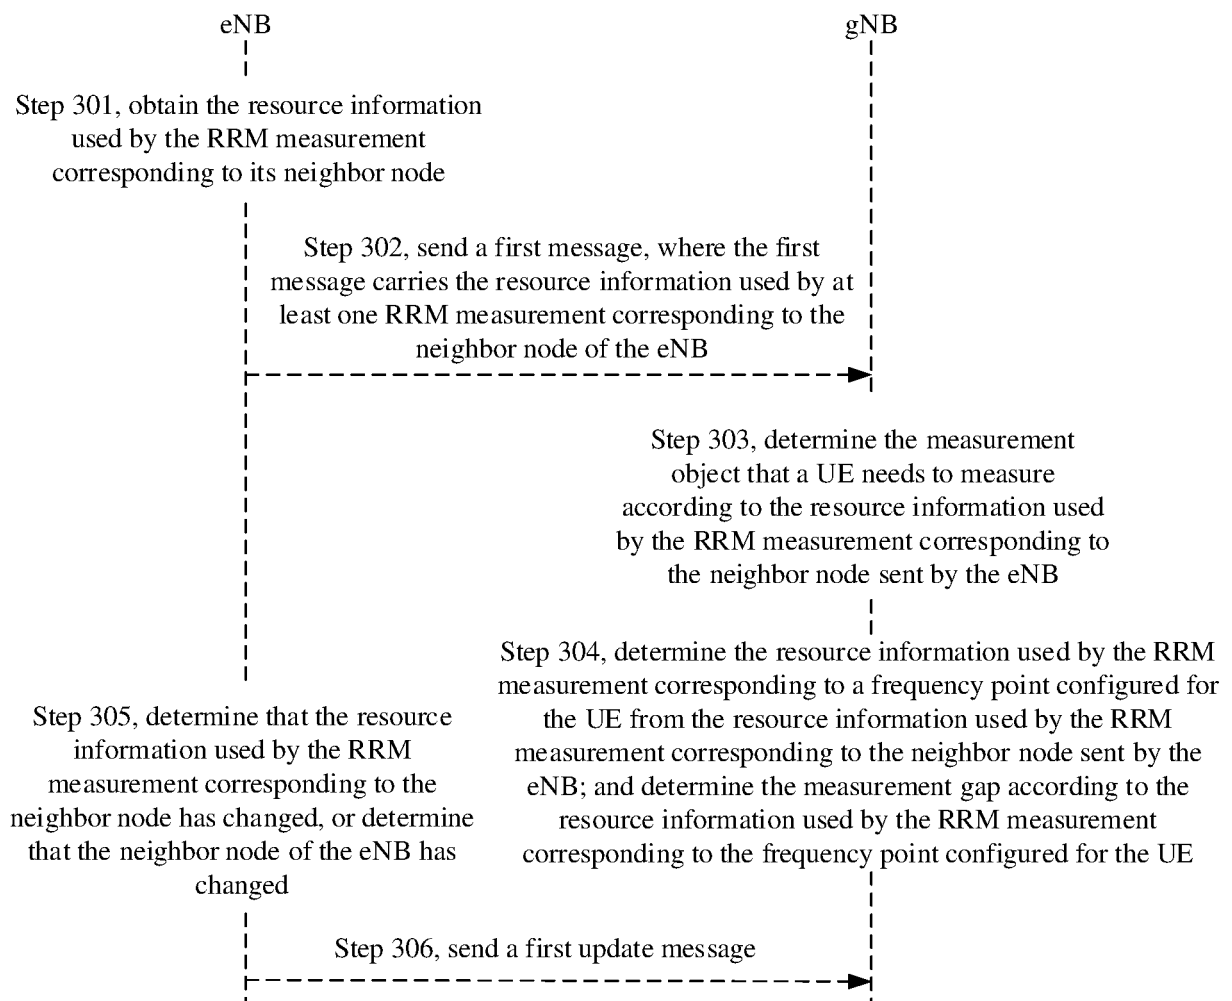 eNB
gNB
Step 301, obtain the resource information
used by the RRM measurement
corresponding to its neighbor node
Step 302, send a first message, where the first
message carries the resource information used by at
least one RRM measurement corresponding to the
neighbor node of the eNB
Step 303, determine the measurement
object that a UE needs to measure
according to the resource information used
by the RRM measurement corresponding to
the neighbor node sent by the eNB
Step 304, determine the resource information used by the RRM
measurement corresponding to a frequency point configured for
the UE from the resource information used by the RRM
measurement corresponding to the neighbor node sent by the
eNB; and determine the measurement gap according to the
resource information used by the RRM measurement
corresponding to the frequency point configured for the UE
Step 305, determine that the resource
information used by the RRM
measurement corresponding to the
neighbor node has changed, or determine
that the neighbor node of the eNB has
changed
Step 306, send a first update message